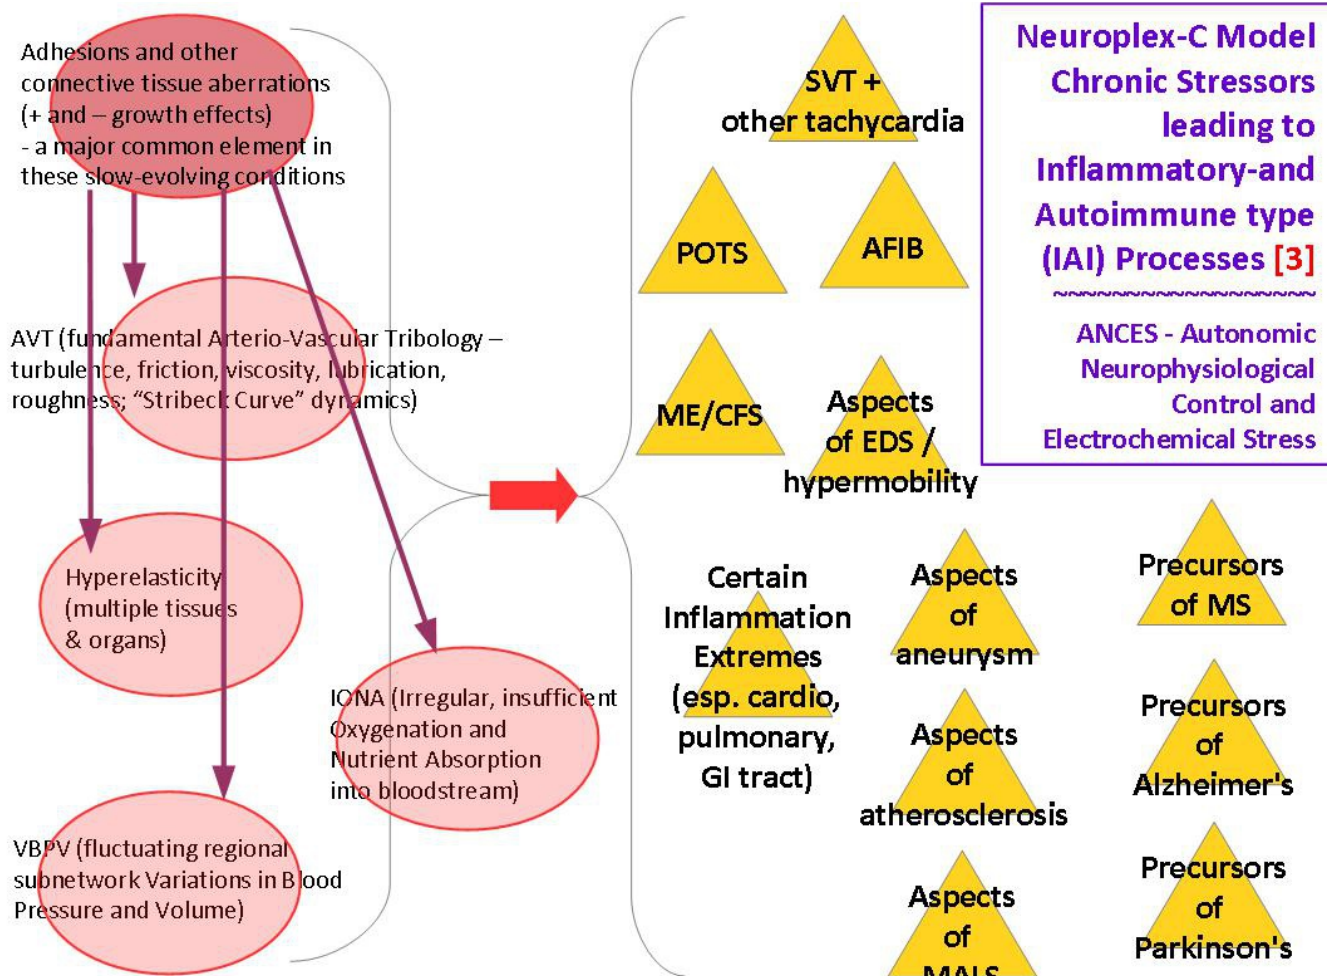 Adhesions and other
connective tissue aberrations
(+ and – growth effects)
- a major common element in
these slow-evolving conditions
AVT (fundamental Arterio-Vascular Tribology –
turbulence, friction, viscosity, lubrication,
roughness; “Stribeck Curve” dynamics)
Hyperelasticity
(multiple tissues
& organs)
IONA (Irregular, insufficient
Oxygenation and
Nutrient Absorption
into bloodstream)
VBPV (fluctuating regional
subnetwork Variations in Blood
Pressure and Volume)
SVT +
other tachycardia
POTS
AFIB
ME/CFS
Aspects
of EDS /
hypermobility
Certain
Inflammation
Extremes
(esp. cardio,
pulmonary,
GI tract)
Aspects
of
aneurysm
Aspects
of
atherosclerosis
Aspects
of
MALS
Precursors
of MS
Precursors
of
Alzheimer's
Precursors
of
Parkinson's
Neuroplex-C Model
Chronic Stressors
leading to
Inflammatory-and
Autoimmune type
(IAI) Processes [3]
~~~~~~~~~~~~~~~~~~
ANCES - Autonomic
Neurophysiological
Control and
Electrochemical Stress